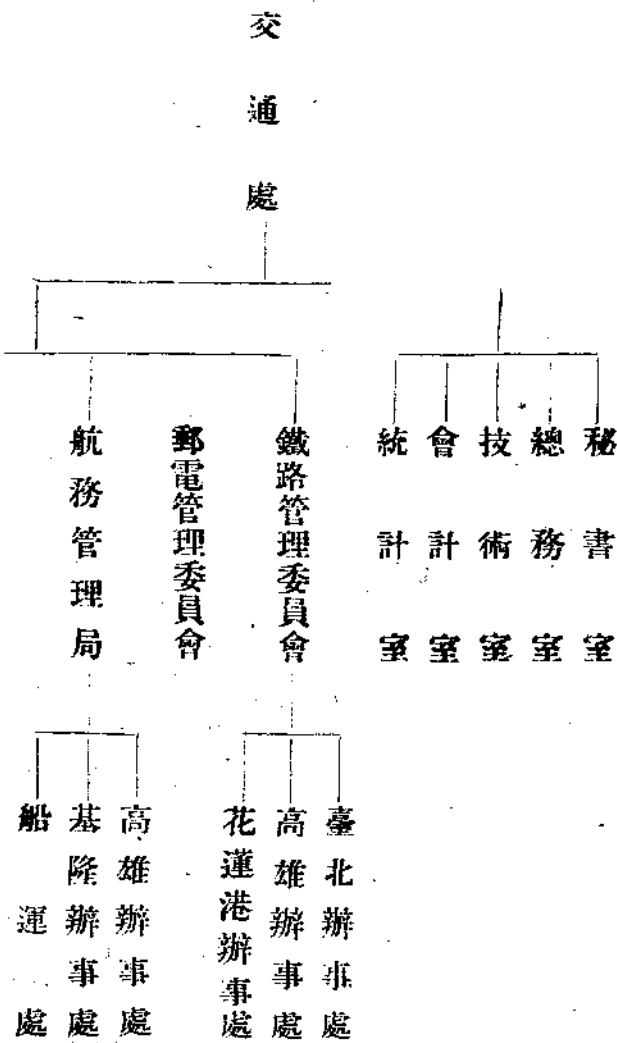 交通處
秘書室
總務室
技術室
會計室
統計室
鐵路管理委員會
郵電管理委員會
航務管理局
臺北辦事處
高雄辦事處
花蓮港辦事處
高雄辦事處
基隆辦事處
船運處